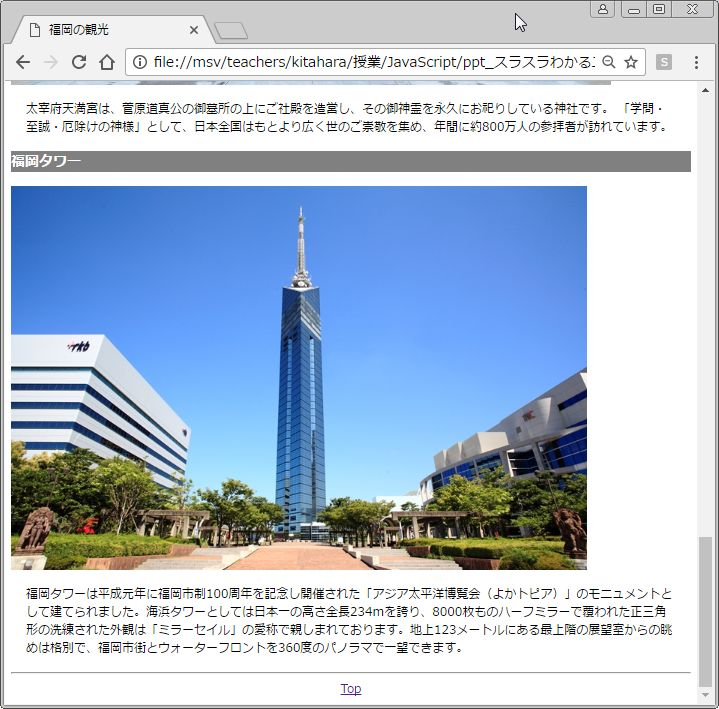 福岡の観光
file://msv/teachers/kitahara/授業/JavaScript/ppt_スラスラわかる
S
太宰府天満宮は、菅原道真公の御墓所の上にご社殿を造営し、その御神霊を永久にお祀りしている神社です。 「学問・
至誠・厄除けの神様」として、日本全国はもとより広く世のご崇敬を集め、年間に約800万人の参拝者が訪れています。
福岡タワー
rkb
TNC
福岡タワーは平成元年に福岡市制100周年を記念し開催された「アジア太平洋博覧会（よかトピア）」のモニュメントと
して建てられました。海浜タワーとしては日本一の高さ全長234mを誇り、8000枚ものハーフミラーで覆われた正三角
形の洗練された外観は「ミラーセイル」の愛称で親しまれております。地上123メートルにある最上階の展望室からの眺
めは格別で、福岡市街とウォーターフロントを360度のパノラマで一望できます。
Top